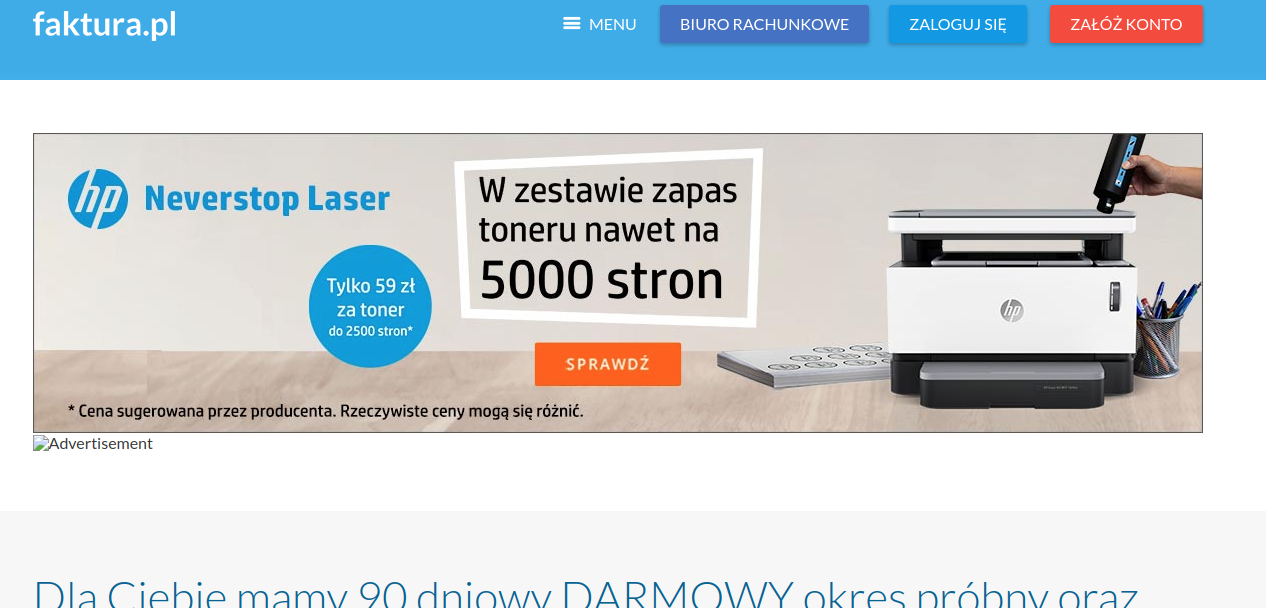 faktura.pl
MENU
BIURO RACHUNKOWE
ZALOGUJ SIĘ
ZAŁÓŻ KONTO
hp
Neverstop Laser
W zestawie zapas
toneru nawet na
5000 stron
Tylko 59 zł
za toner
do 2500 stron*
SPRAWDŹ
hp
* Cena sugerowana przez producenta. Rzeczywiste ceny mogą się różnić.
Advertisement
Dla Ciebie mamy 90 dniowy DARMOWY okres próbny oraz